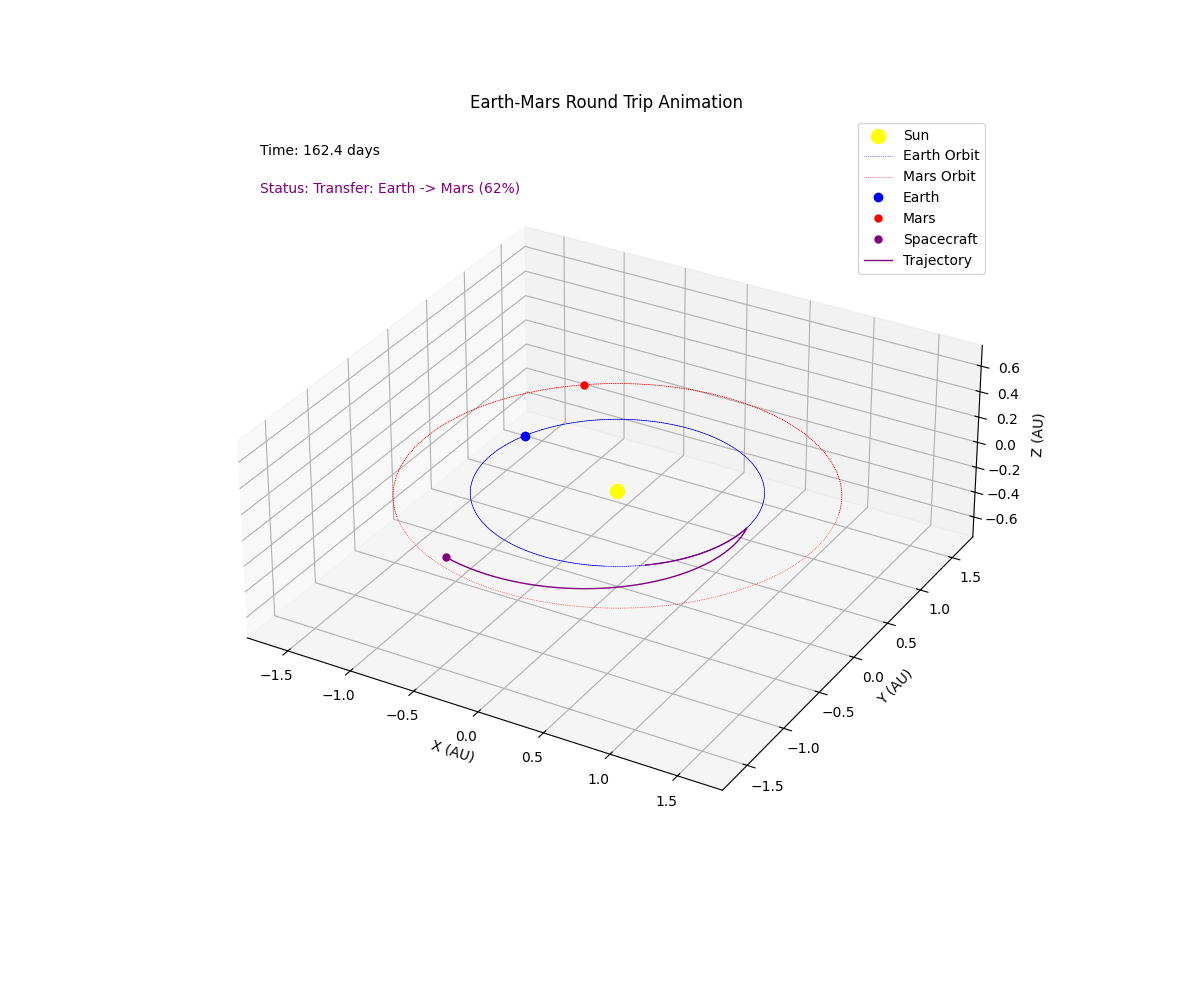 Earth-Mars Round Trip Animation
Time: 162.4 days
Status: Transfer: Earth -> Mars (62%)
Sun
Earth Orbit
Mars Orbit
Earth
Mars
Spacecraft
Trajectory
0.6
0.4
0.2
0.0
−0.2
−0.4
−0.6
Z (AU)
1.5
1.0
0.5
0.0
−0.5
−1.0
−1.5
Y (AU)
−1.5
−1.0
−0.5
0.0
0.5
1.0
1.5
X (AU)